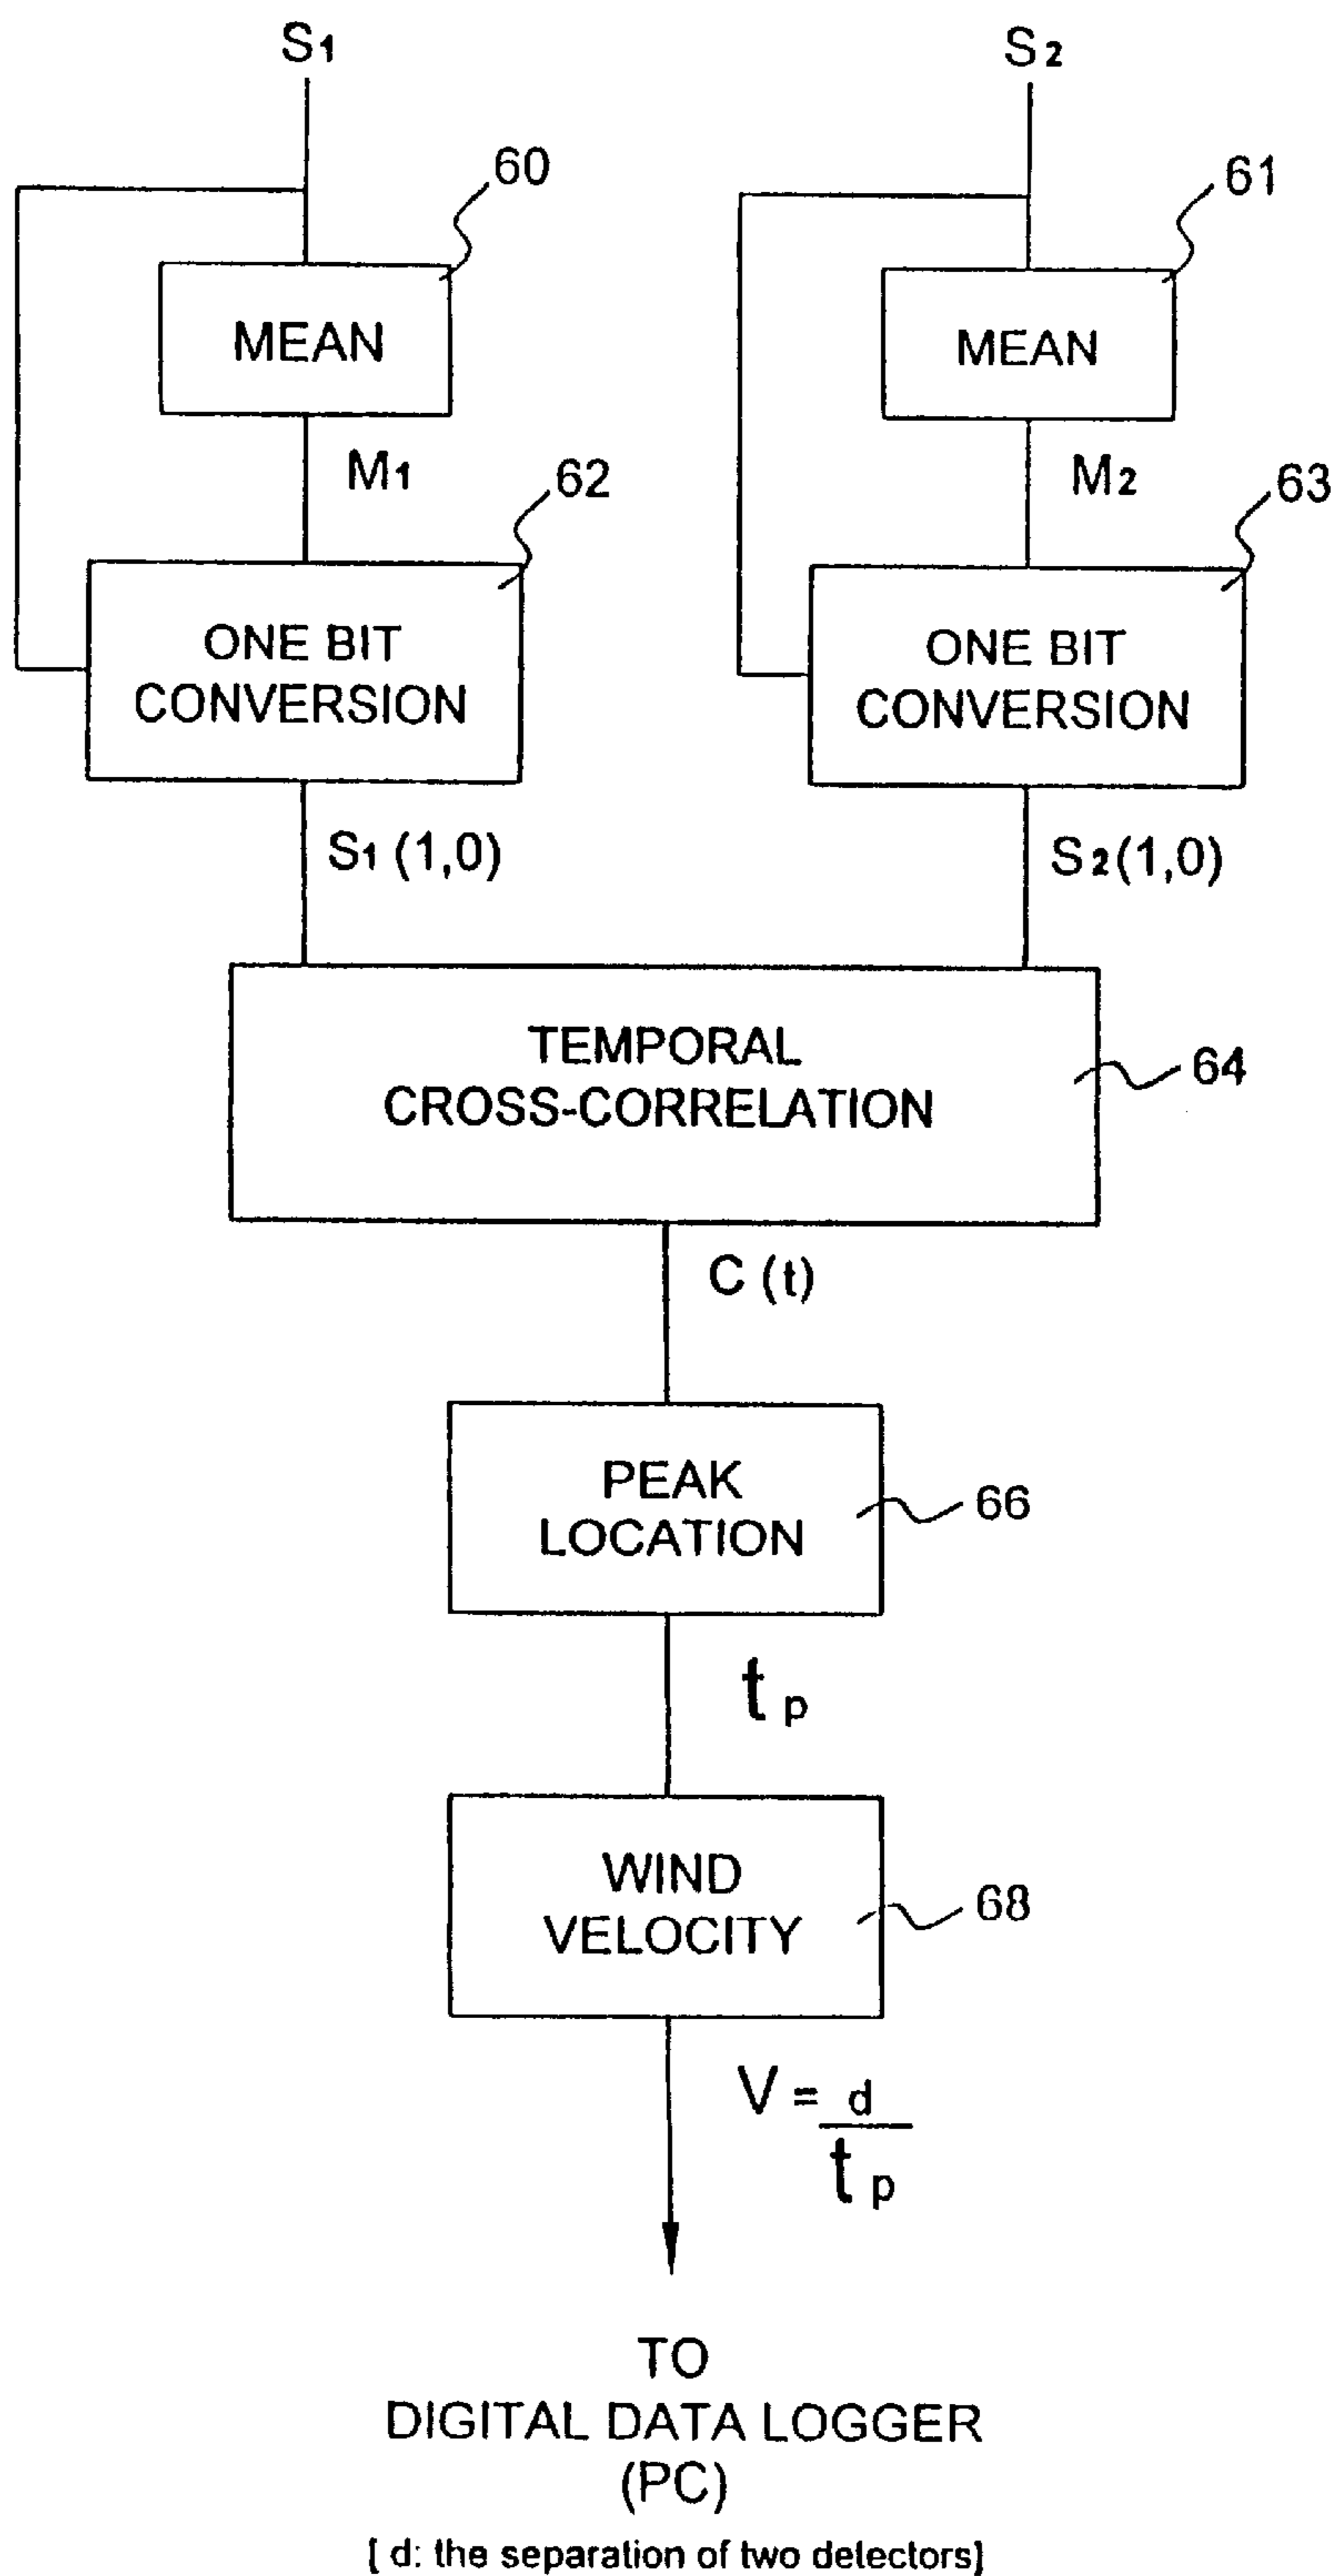 S1 S2
60 61
MEAN MEAN
M1 M2
62 63
ONE BIT ONE BIT
CONVERSION CONVERSION
S1 (1,0) S2 (1,0)
TEMPORAL
CROSS-CORRELATION
64
C (t)
PEAK
LOCATION
66
tp
WIND
VELOCITY
68
V = d
tp
TO
DIGITAL DATA LOGGER
(PC)
[ d: the separation of two detectors]